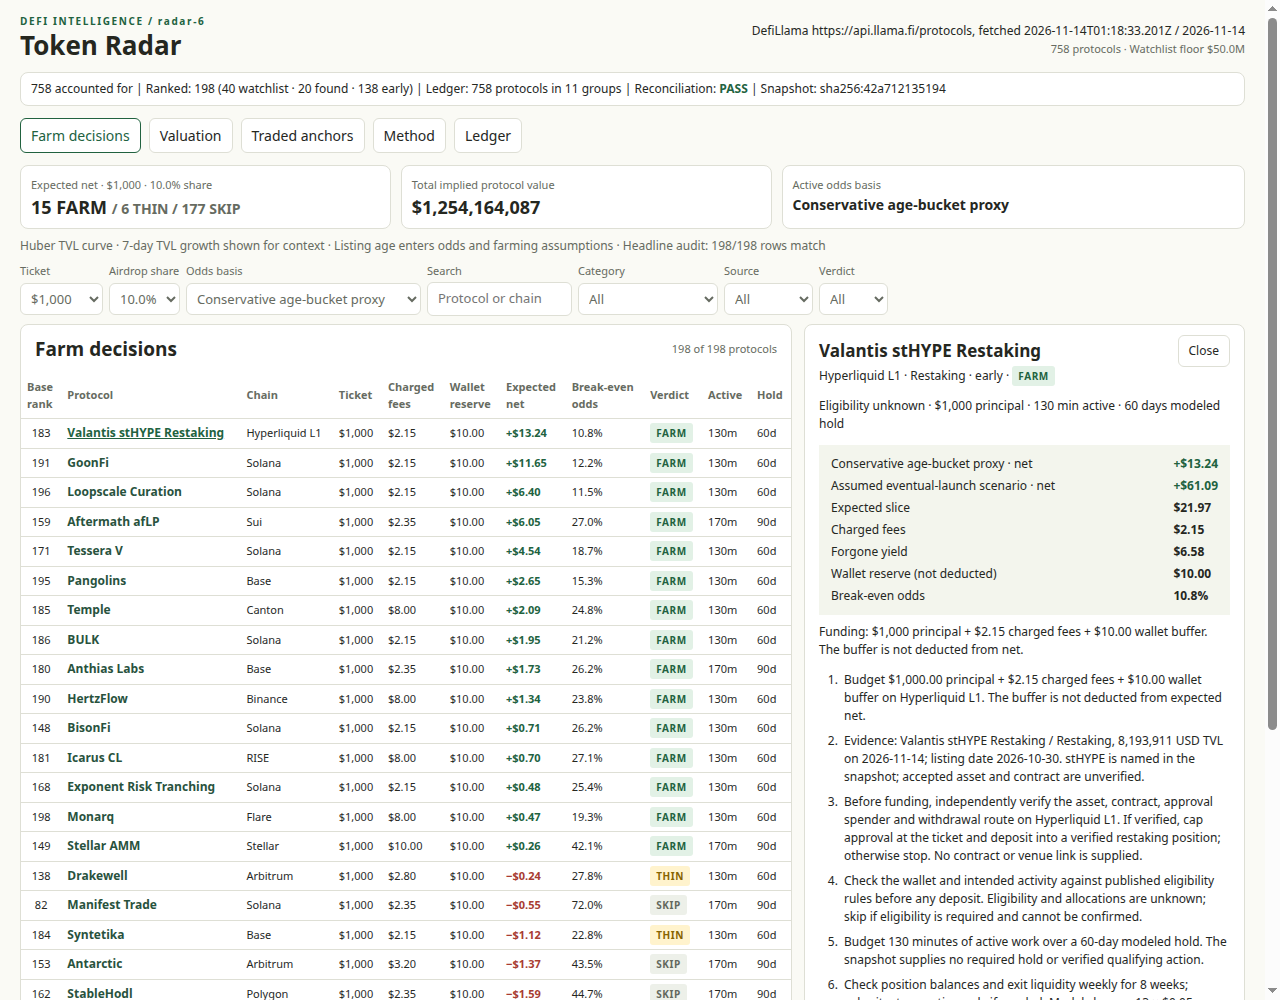 DEFI INTELLIGENCE / radar-6
Token Radar
DefiLlama https://api.llama.fi/protocols, fetched 2026-11-14T01:18:33.201Z / 2026-11-14
758 protocols · Watchlist floor $50.0M
758 accounted for | Ranked: 198 (40 watchlist · 20 found · 138 early) | Ledger: 758 protocols in 11 groups | Reconciliation: PASS | Snapshot: sha256:42a712135194
Farm decisions Valuation Traded anchors Method Ledger
Expected net · $1,000 · 10.0% share
15 FARM / 6 THIN / 177 SKIP
Total implied protocol value
$1,254,164,087
Active odds basis
Conservative age-bucket proxy
Huber TVL curve · 7-day TVL growth shown for context · Listing age enters odds and farming assumptions · Headline audit: 198/198 rows match
Ticket Airdrop share Odds basis Search Category Source Verdict
$1,000 10.0% Conservative age-bucket proxy Protocol or chain All All All
Farm decisions
198 of 198 protocols
Base rank Protocol Chain Ticket Charged fees Wallet reserve Expected net Break-even odds Verdict Active Hold
183 Valantis stHYPE Restaking Hyperliquid L1 $1,000 $2.15 $10.00 +$13.24 10.8% FARM 130m 60d
191 GoonFi Solana $1,000 $2.15 $10.00 +$11.65 12.2% FARM 130m 60d
196 Loopscale Curation Solana $1,000 $2.15 $10.00 +$6.40 11.5% FARM 130m 60d
159 Aftermath afLP Sui $1,000 $2.35 $10.00 +$6.05 27.0% FARM 170m 90d
171 Tessera V Solana $1,000 $2.15 $10.00 +$4.54 18.7% FARM 130m 60d
195 Pangolins Base $1,000 $2.15 $10.00 +$2.65 15.3% FARM 130m 60d
185 Temple Canton $1,000 $8.00 $10.00 +$2.09 24.8% FARM 130m 60d
186 BULK Solana $1,000 $2.15 $10.00 +$1.95 21.2% FARM 130m 60d
180 Anthias Labs Base $1,000 $2.35 $10.00 +$1.73 26.2% FARM 170m 90d
190 HertzFlow Binance $1,000 $8.00 $10.00 +$1.34 23.8% FARM 130m 60d
148 BisonFi Solana $1,000 $2.15 $10.00 +$0.71 26.2% FARM 130m 60d
181 Icarus CL RISE $1,000 $8.00 $10.00 +$0.70 27.1% FARM 130m 60d
168 Exponent Risk Tranching Solana $1,000 $2.15 $10.00 +$0.48 25.4% FARM 130m 60d
198 Monarq Flare $1,000 $8.00 $10.00 +$0.47 19.3% FARM 130m 60d
149 Stellar AMM Stellar $1,000 $10.00 $10.00 +$0.26 42.1% FARM 170m 90d
138 Drakewell Arbitrum $1,000 $2.80 $10.00 −$0.24 27.8% THIN 130m 60d
82 Manifest Trade Solana $1,000 $2.35 $10.00 −$0.55 72.0% SKIP 170m 90d
184 Syntetika Base $1,000 $2.15 $10.00 −$1.12 22.8% THIN 130m 60d
153 Antarctic Arbitrum $1,000 $3.20 $10.00 −$1.37 43.5% SKIP 170m 90d
162 StableHodl Polygon $1,000 $2.35 $10.00 −$1.59 44.7% SKIP 170m 90d
Valantis stHYPE Restaking
Close
Hyperliquid L1 · Restaking · early · FARM
Eligibility unknown · $1,000 principal · 130 min active · 60 days modeled
hold
Conservative age-bucket proxy · net +$13.24
Assumed eventual-launch scenario · net +$61.09
Expected slice $21.97
Charged fees $2.15
Forgone yield $6.58
Wallet reserve (not deducted) $10.00
Break-even odds 10.8%
Funding: $1,000 principal + $2.15 charged fees + $10.00 wallet buffer.
The buffer is not deducted from net.
1. Budget $1,000.00 principal + $2.15 charged fees + $10.00 wallet
buffer on Hyperliquid L1. The buffer is not deducted from expected
net.
2. Evidence: Valantis stHYPE Restaking / Restaking, 8,193,911 USD TVL
on 2026-11-14; listing date 2026-10-30. stHYPE is named in the
snapshot; accepted asset and contract are unverified.
3. Before funding, independently verify the asset, contract, approval
spender and withdrawal route on Hyperliquid L1. If verified, cap
approval at the ticket and deposit into a verified restaking position;
otherwise stop. No contract or venue link is supplied.
4. Check the wallet and intended activity against published eligibility
rules before any deposit. Eligibility and allocations are unknown;
skip if eligibility is required and cannot be confirmed.
5. Budget 130 minutes of active work over a 60-day modeled hold. The
snapshot supplies no required hold or verified qualifying action.
6. Check position balances and exit liquidity weekly for 8 weeks;